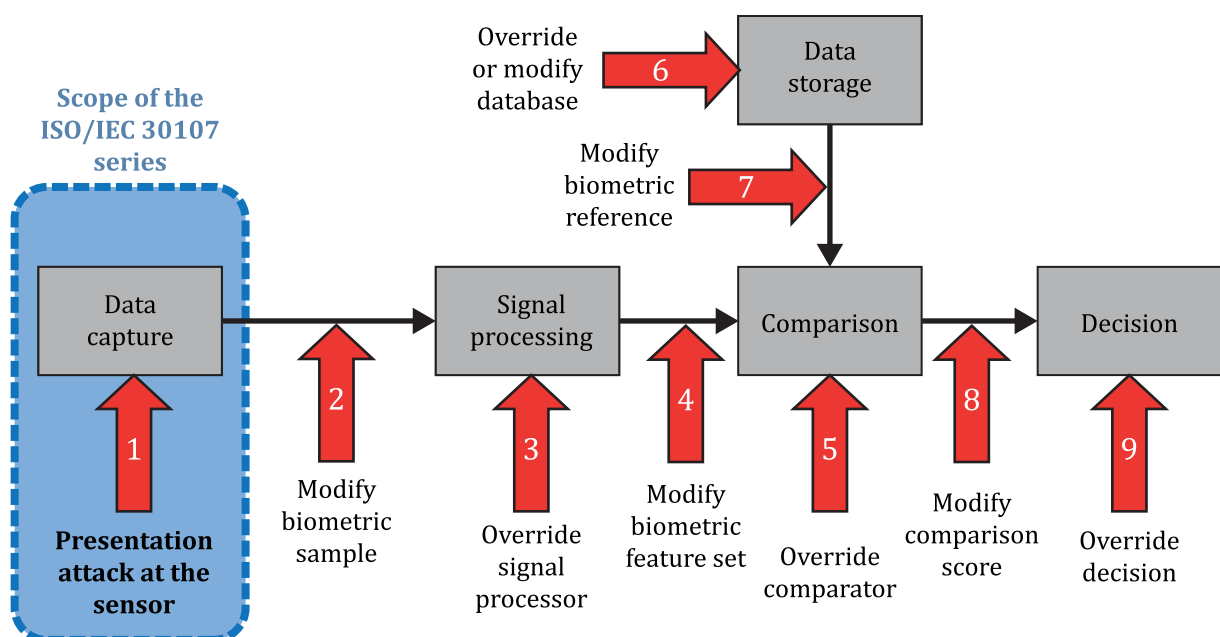 Override
or modify
database
6
Data
storage
Scope of the
ISO/IEC 30107
series
Modify
biometric
reference
7
Data
capture
Signal
processing
Comparison
Decision
1
2
3
4
5
8
9
Presentation
attack at the
sensor
Modify
biometric
sample
Override
signal
processor
Modify
biometric
feature set
Override
comparator
Modify
comparison
score
Override
decision